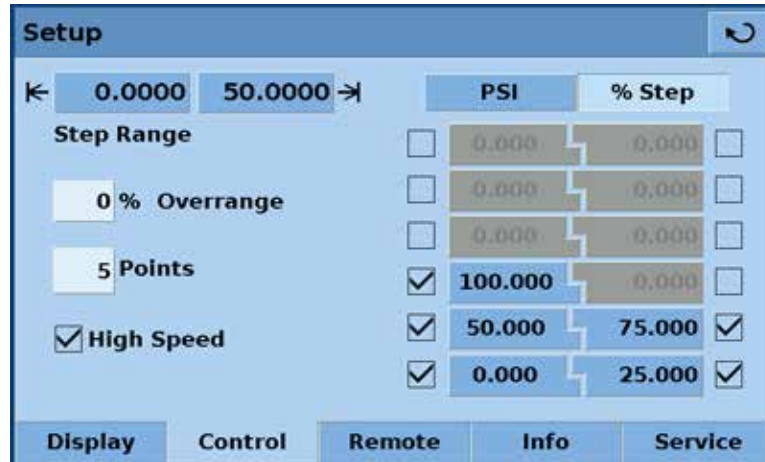 Setup
0.0000 50.0000 PSI % Step
Step Range 0.000 0.000
0 % Overrange 0.000 0.000
0.000 0.000
5 Points 100.000 0.000
High Speed 50.000 75.000
0.000 25.000
Display Control Remote Info Service